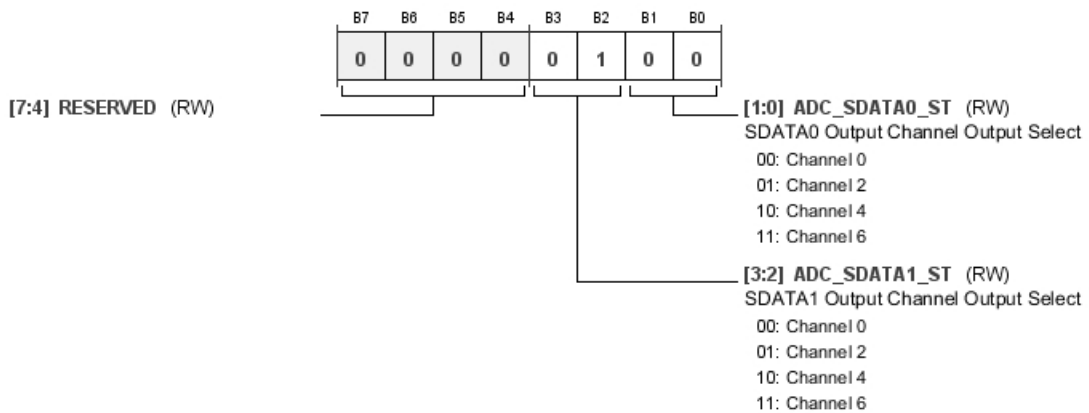 B7 B6 B5 B4 B3 B2 B1 B0
0 0 0 0 0 1 0 0
[7:4] RESERVED (RW)
[1:0] ADC_SDATA0_ST (RW)
SDATA0 Output Channel Output Select
00: Channel 0
01: Channel 2
10: Channel 4
11: Channel 6
[3:2] ADC_SDATA1_ST (RW)
SDATA1 Output Channel Output Select
00: Channel 0
01: Channel 2
10: Channel 4
11: Channel 6